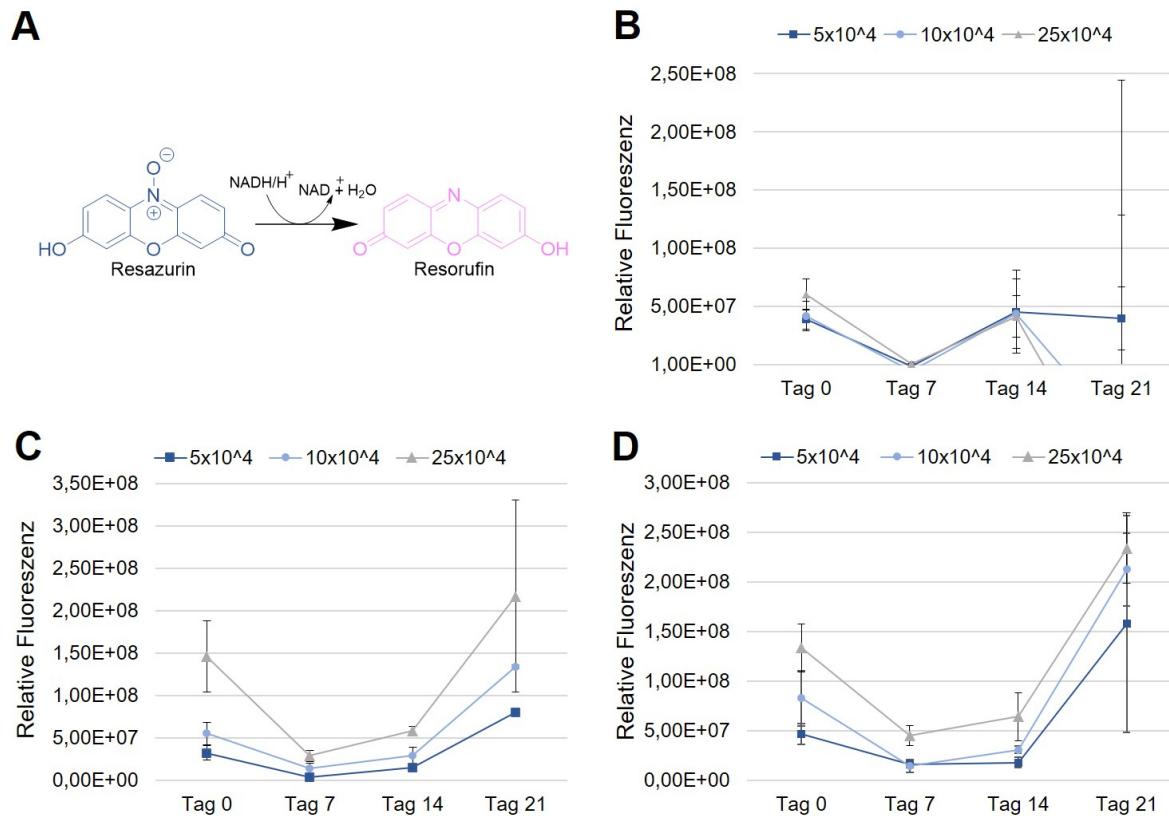 A
O
NADH/H+ NAD+ + H2O
N
N
HO O O
O O OH
Resazurin Resorufin
B
5x10^4 10x10^4 25x10^4
Relative Fluoreszenz
2,50E+08
2,00E+08
1,50E+08
1,00E+08
5,00E+07
1,00E+00
Tag 0 Tag 7 Tag 14 Tag 21
C
5x10^4 10x10^4 25x10^4
Relative Fluoreszenz
3,50E+08
3,00E+08
2,50E+08
2,00E+08
1,50E+08
1,00E+08
5,00E+07
0,00E+00
Tag 0 Tag 7 Tag 14 Tag 21
D
5x10^4 10x10^4 25x10^4
Relative Fluoreszenz
3,00E+08
2,50E+08
2,00E+08
1,50E+08
1,00E+08
5,00E+07
0,00E+00
Tag 0 Tag 7 Tag 14 Tag 21